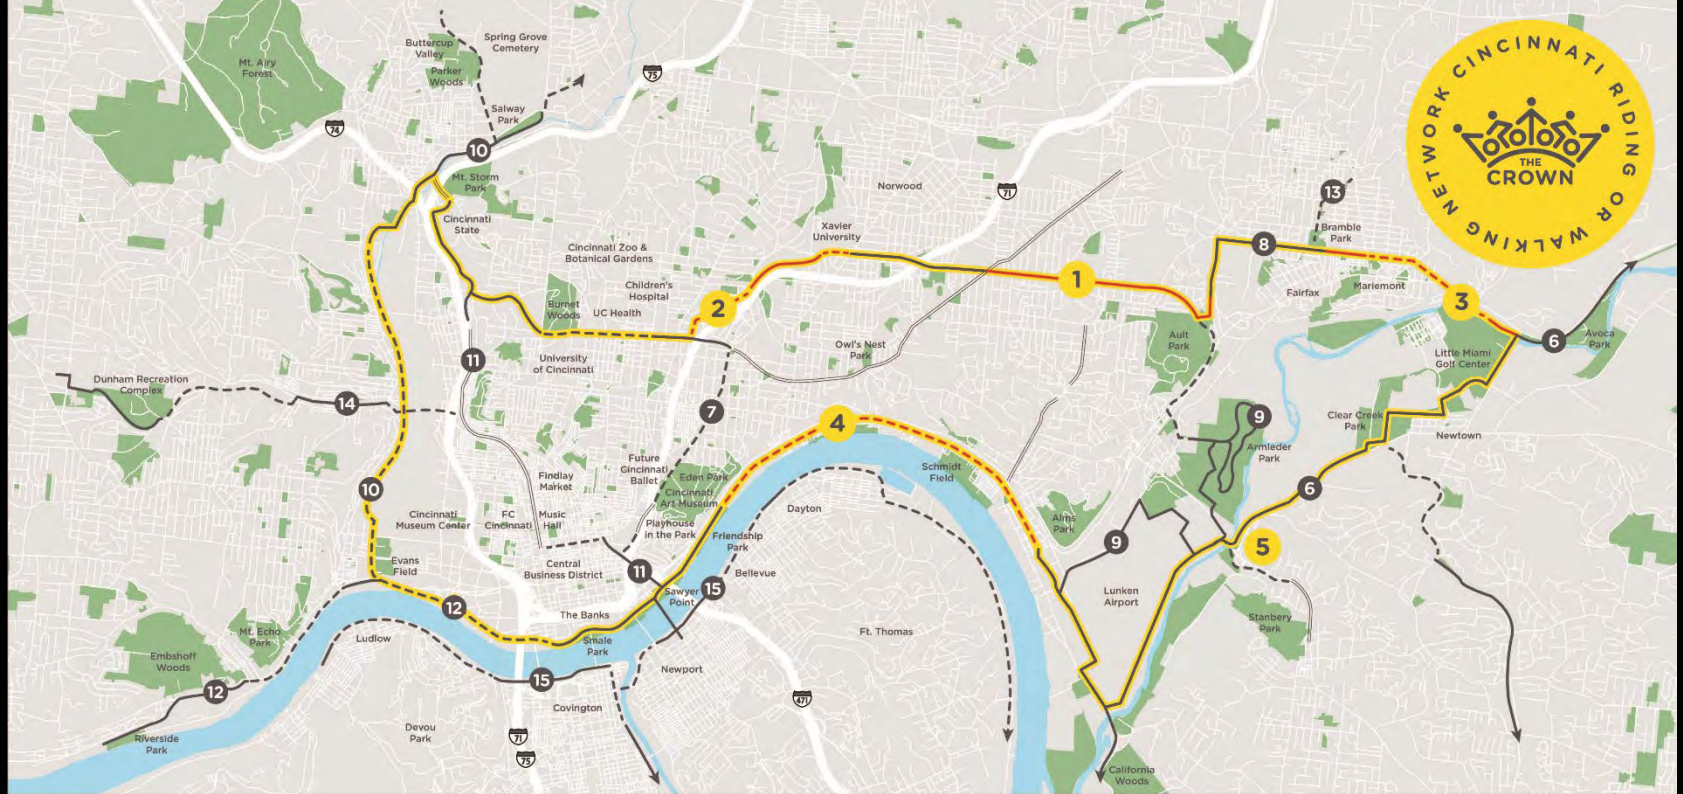 Buttercup
Valley
Spring Grove
Cemetery
Mt. Airy
Forest
Parker
Woods
75
Salway
Park
74
10
Mt. Storm
Park
Cincinnati
State
Norwood
71
13
Bramble
Park
CINCINNATI RIDING OR WALKING NETWORK
THE
CROWN
Xavier
University
Cincinnati Zoo &
Botanical Gardens
8
1
Children's
Hospital
2
Burnet
Woods
UC Health
Fairfax
Mariemont
3
6
Avoca
Park
Ault
Park
Owl's Nest
Park
11
University
of Cincinnati
Little Miami
Golf Center
Dunham Recreation
Complex
14
7
4
9
Clear Creek
Park
Newtown
Armleder
Park
Findlay
Market
Future
Cincinnati
Ballet
Eden Park
Cincinnati
Art Museum
Schmidt
Field
10
6
Cincinnati
Museum Center
FC
Cincinnati
Music
Hall
Playhouse
in the Park
Dayton
Alms
Park
Friendship
Park
9
5
Evans
Field
Central
Business District
11
Bellevue
Sawyer
Point
15
Lunken
Airport
12
The Banks
Stanbery
Park
Mt. Echo
Park
Ludlow
Smale
Park
Ft. Thomas
Embshoff
Woods
Newport
12
15
471
Covington
Devou
Park
71
75
Riverside
Park
California
Woods